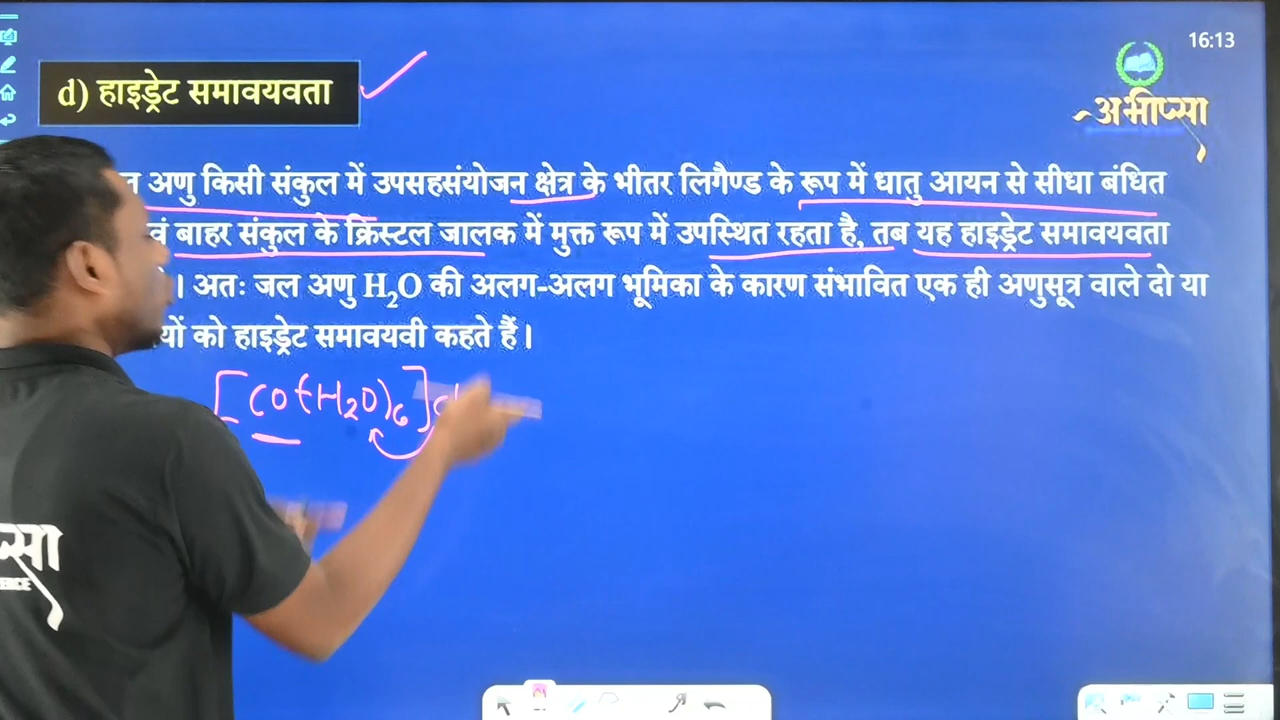 16:13
d) हाइड्रेट समावयवता
अभीप्सा
अणु किसी संकुल में उपसहसंयोजन क्षेत्र के भीतर लिगैण्ड के रूप में धातु आयन से सीधा बंधित
बाहर संकुल के क्रिस्टल जालक में मुक्त रूप में उपस्थित रहता है, तब यह हाइड्रेट समावयवता
। अतः जल अणु H₂O की अलग-अलग भूमिका के कारण संभावित एक ही अणुसूत्र वाले दो या
को हाइड्रेट समावयवी कहते हैं।
[Co(H₂O)₆]